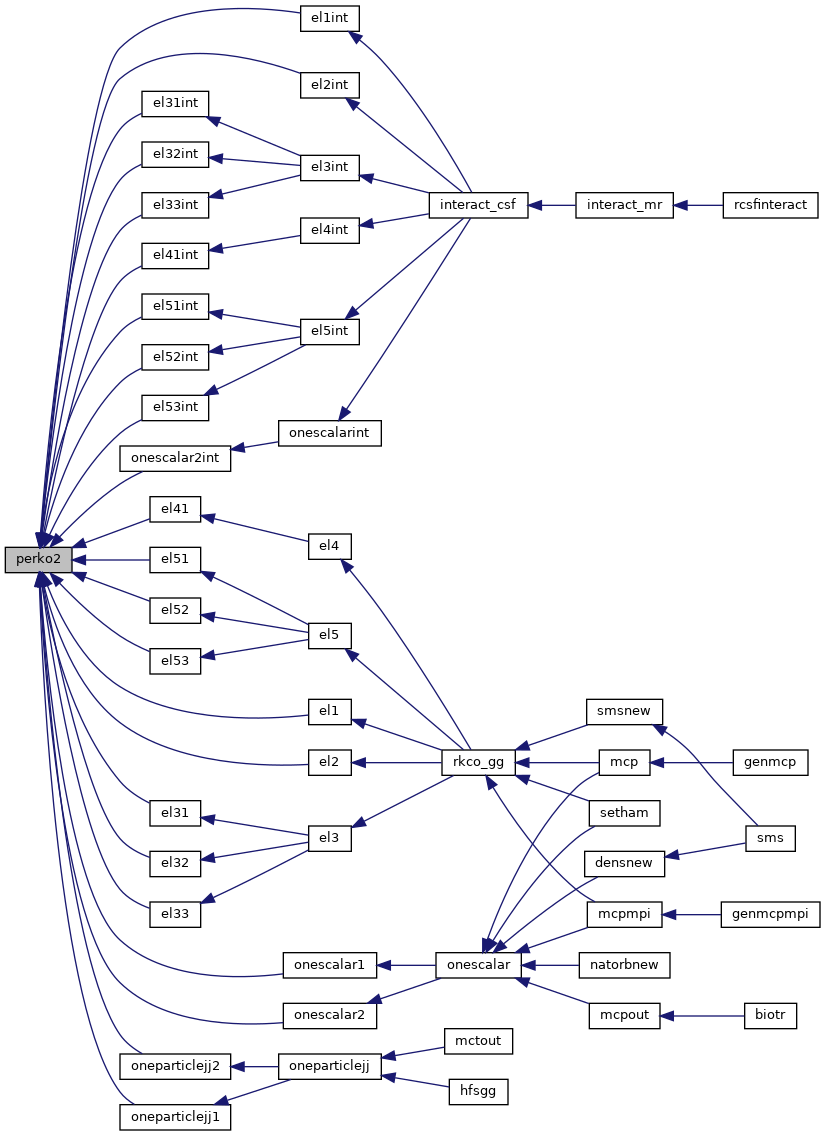 el1int
el2int
el31int
el32int
el3int
el33int
interact_csf
interact_mr
rcsfinteract
el4int
el41int
el51int
el5int
el52int
el53int
onescalarint
onescalar2int
el41
el4
perko2
el51
el52
el5
el53
el1
smsnew
el2
rkco_gg
mcp
genmcp
el31
setham
el3
sms
el32
densnew
el33
mcpmpi
genmcpmpi
onescalar1
onescalar
natorbnew
onescalar2
mcpout
biotr
mctout
oneparticlejj2
oneparticlejj
hfsgg
oneparticlejj1